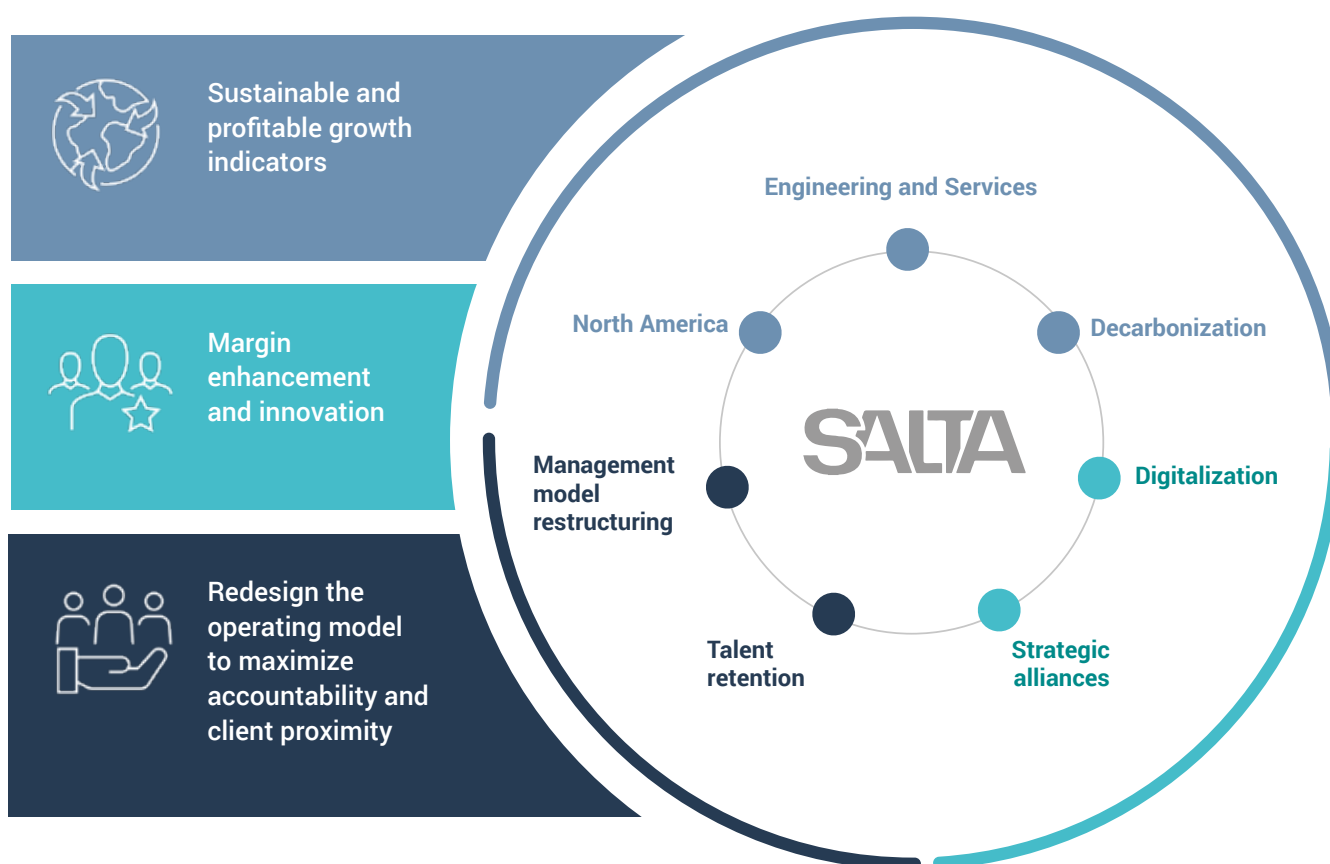 Sustainable and
profitable growth
indicators
Margin
enhancement
and innovation
Redesign the
operating model
to maximize
accountability and
client proximity
Engineering and Services
North America
Decarbonization
SALTA
Management
model
restructuring
Digitalization
Talent
retention
Strategic
alliances